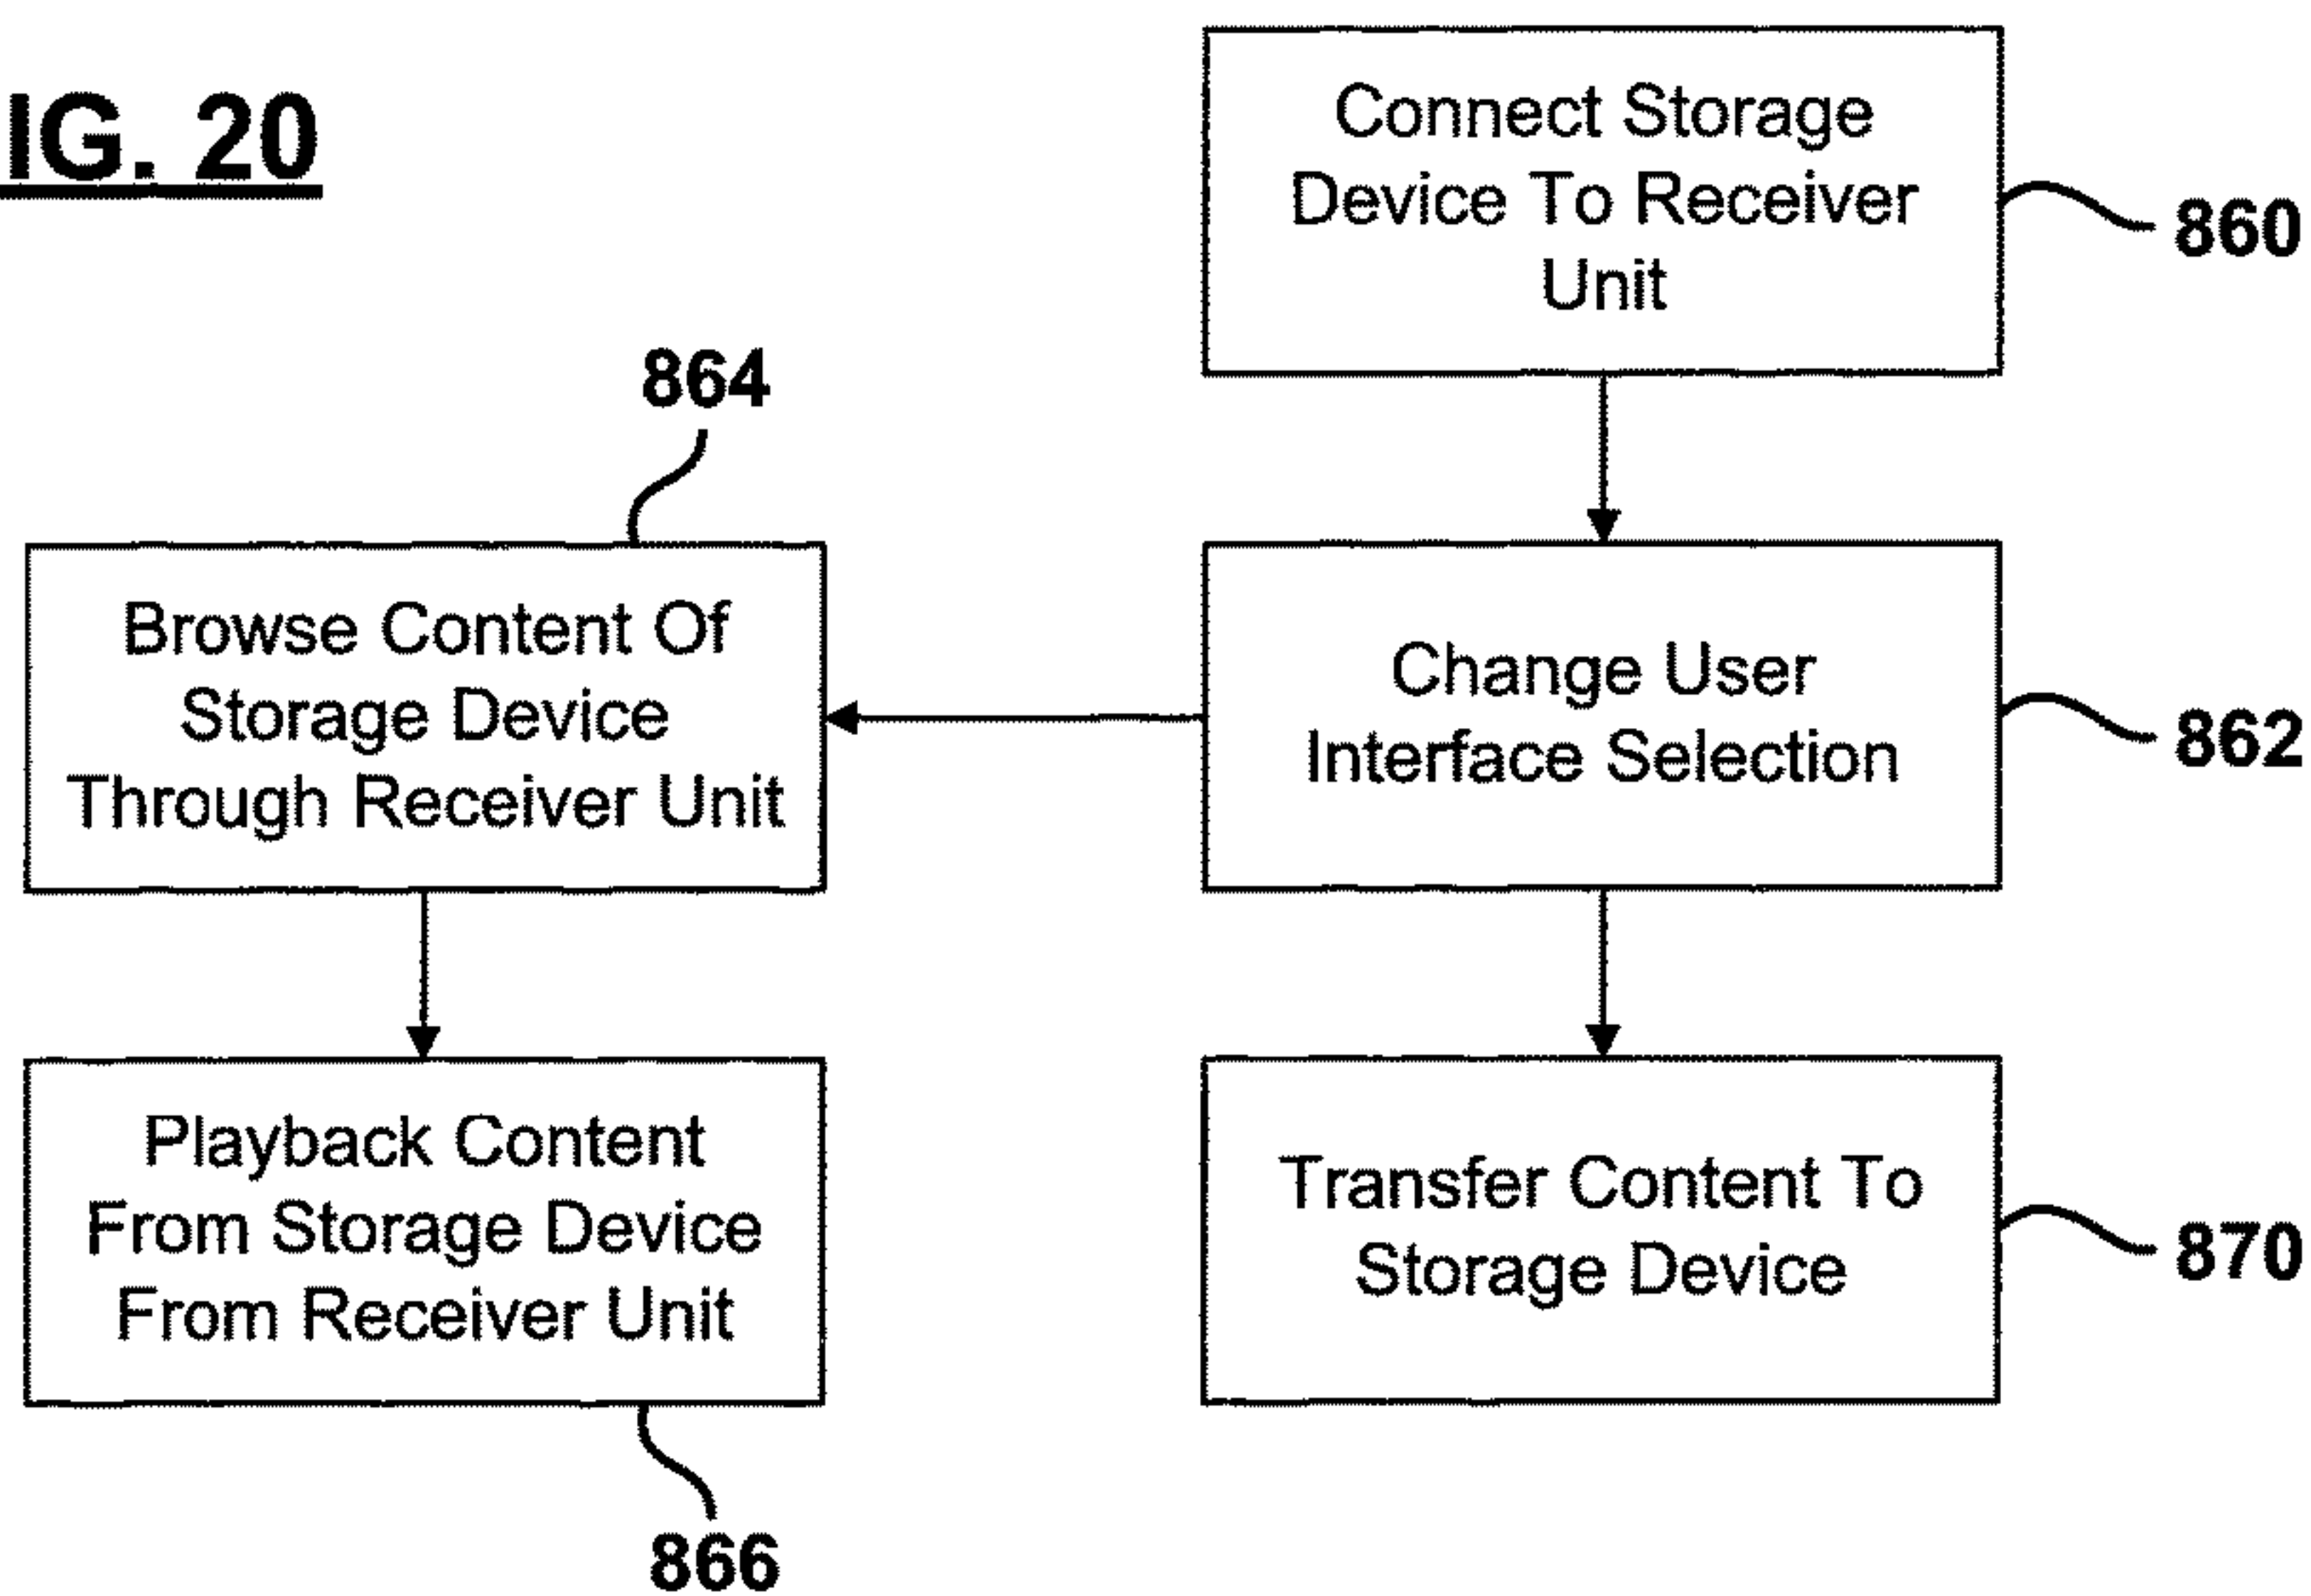 IG. 20
Connect Storage
Device To Receiver
Unit
860
864
Browse Content Of
Storage Device
Through Receiver Unit
Change User
Interface Selection
862
Playback Content
From Storage Device
From Receiver Unit
866
Transfer Content To
Storage Device
870